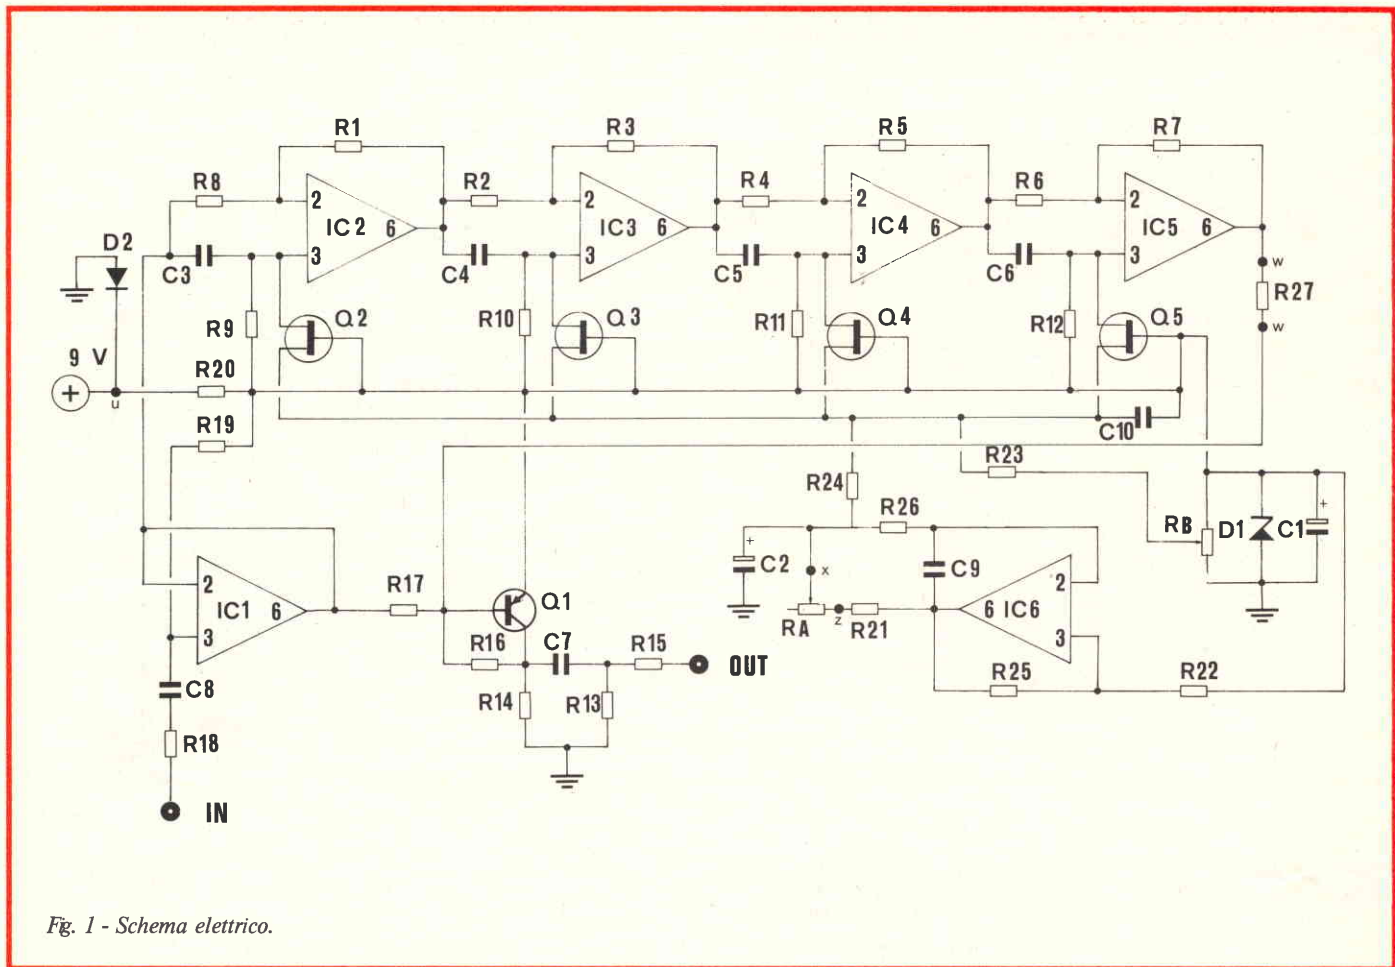 R1 R3 R5 R7
R8 R2 R4 R6
2 2 2 2
IC2 6 IC3 6 IC4 6 IC5 6
D2
3 3 3 3
C3 C4 C5 C6
w
R27
w
R9 Q2 R10 Q3 R11 Q4 R12 Q5
9 V
+
u
R20
R19
C10
R23
R24
R26
RB D1 C1
+
+
C2
x
C9
2
IC1 6
3
R17
Q1
RA
z
R21
2
6 IC6
3
R16 C7 R15
OUT
R25 R22
C8
R14 R13
R18
IN
Fig. 1 - Schema elettrico.